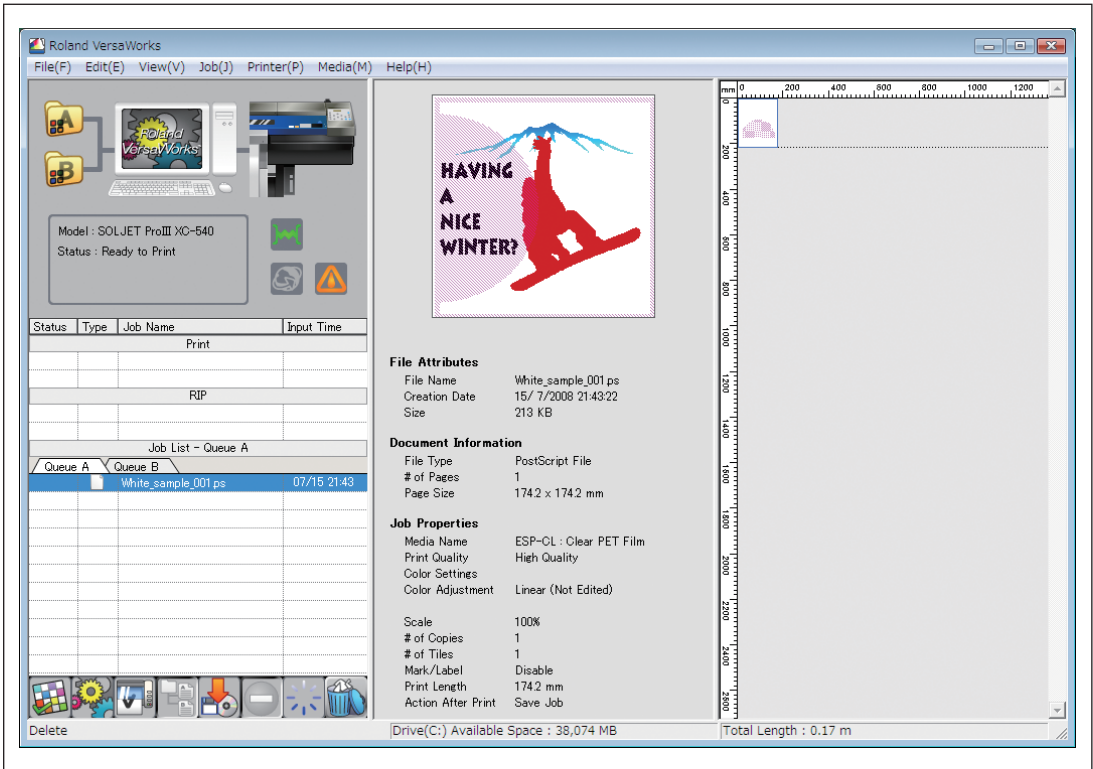 Roland VersaWorks
File(F) Edit(E) View(V) Job(J) Printer(P) Media(M) Help(H)
A
B
Roland
VersaWorks
Roland
Model : SOLJET ProIII XC-540
Status : Ready to Print
Status Type Job Name Input Time
Print
RIP
Job List - Queue A
Queue A Queue B
White_sample_001.ps 07/15 21:43
HAVING
A
NICE
WINTER?
File Attributes
File Name White_sample_001.ps
Creation Date 15/ 7/2008 21:43:22
Size 213 KB
Document Information
File Type PostScript File
# of Pages 1
Page Size 174.2 x 174.2 mm
Job Properties
Media Name ESP-CL : Clear PET Film
Print Quality High Quality
Color Settings
Color Adjustment Linear (Not Edited)
Scale 100%
# of Copies 1
# of Tiles 1
Mark/Label Disable
Print Length 174.2 mm
Action After Print Save Job
mm 0 200 400 600 800 1000 1200
0
200
400
600
800
1000
1200
1400
1600
1800
2000
2200
2400
2600
Delete
Drive(C:) Available Space : 38,074 MB
Total Length : 0.17 m